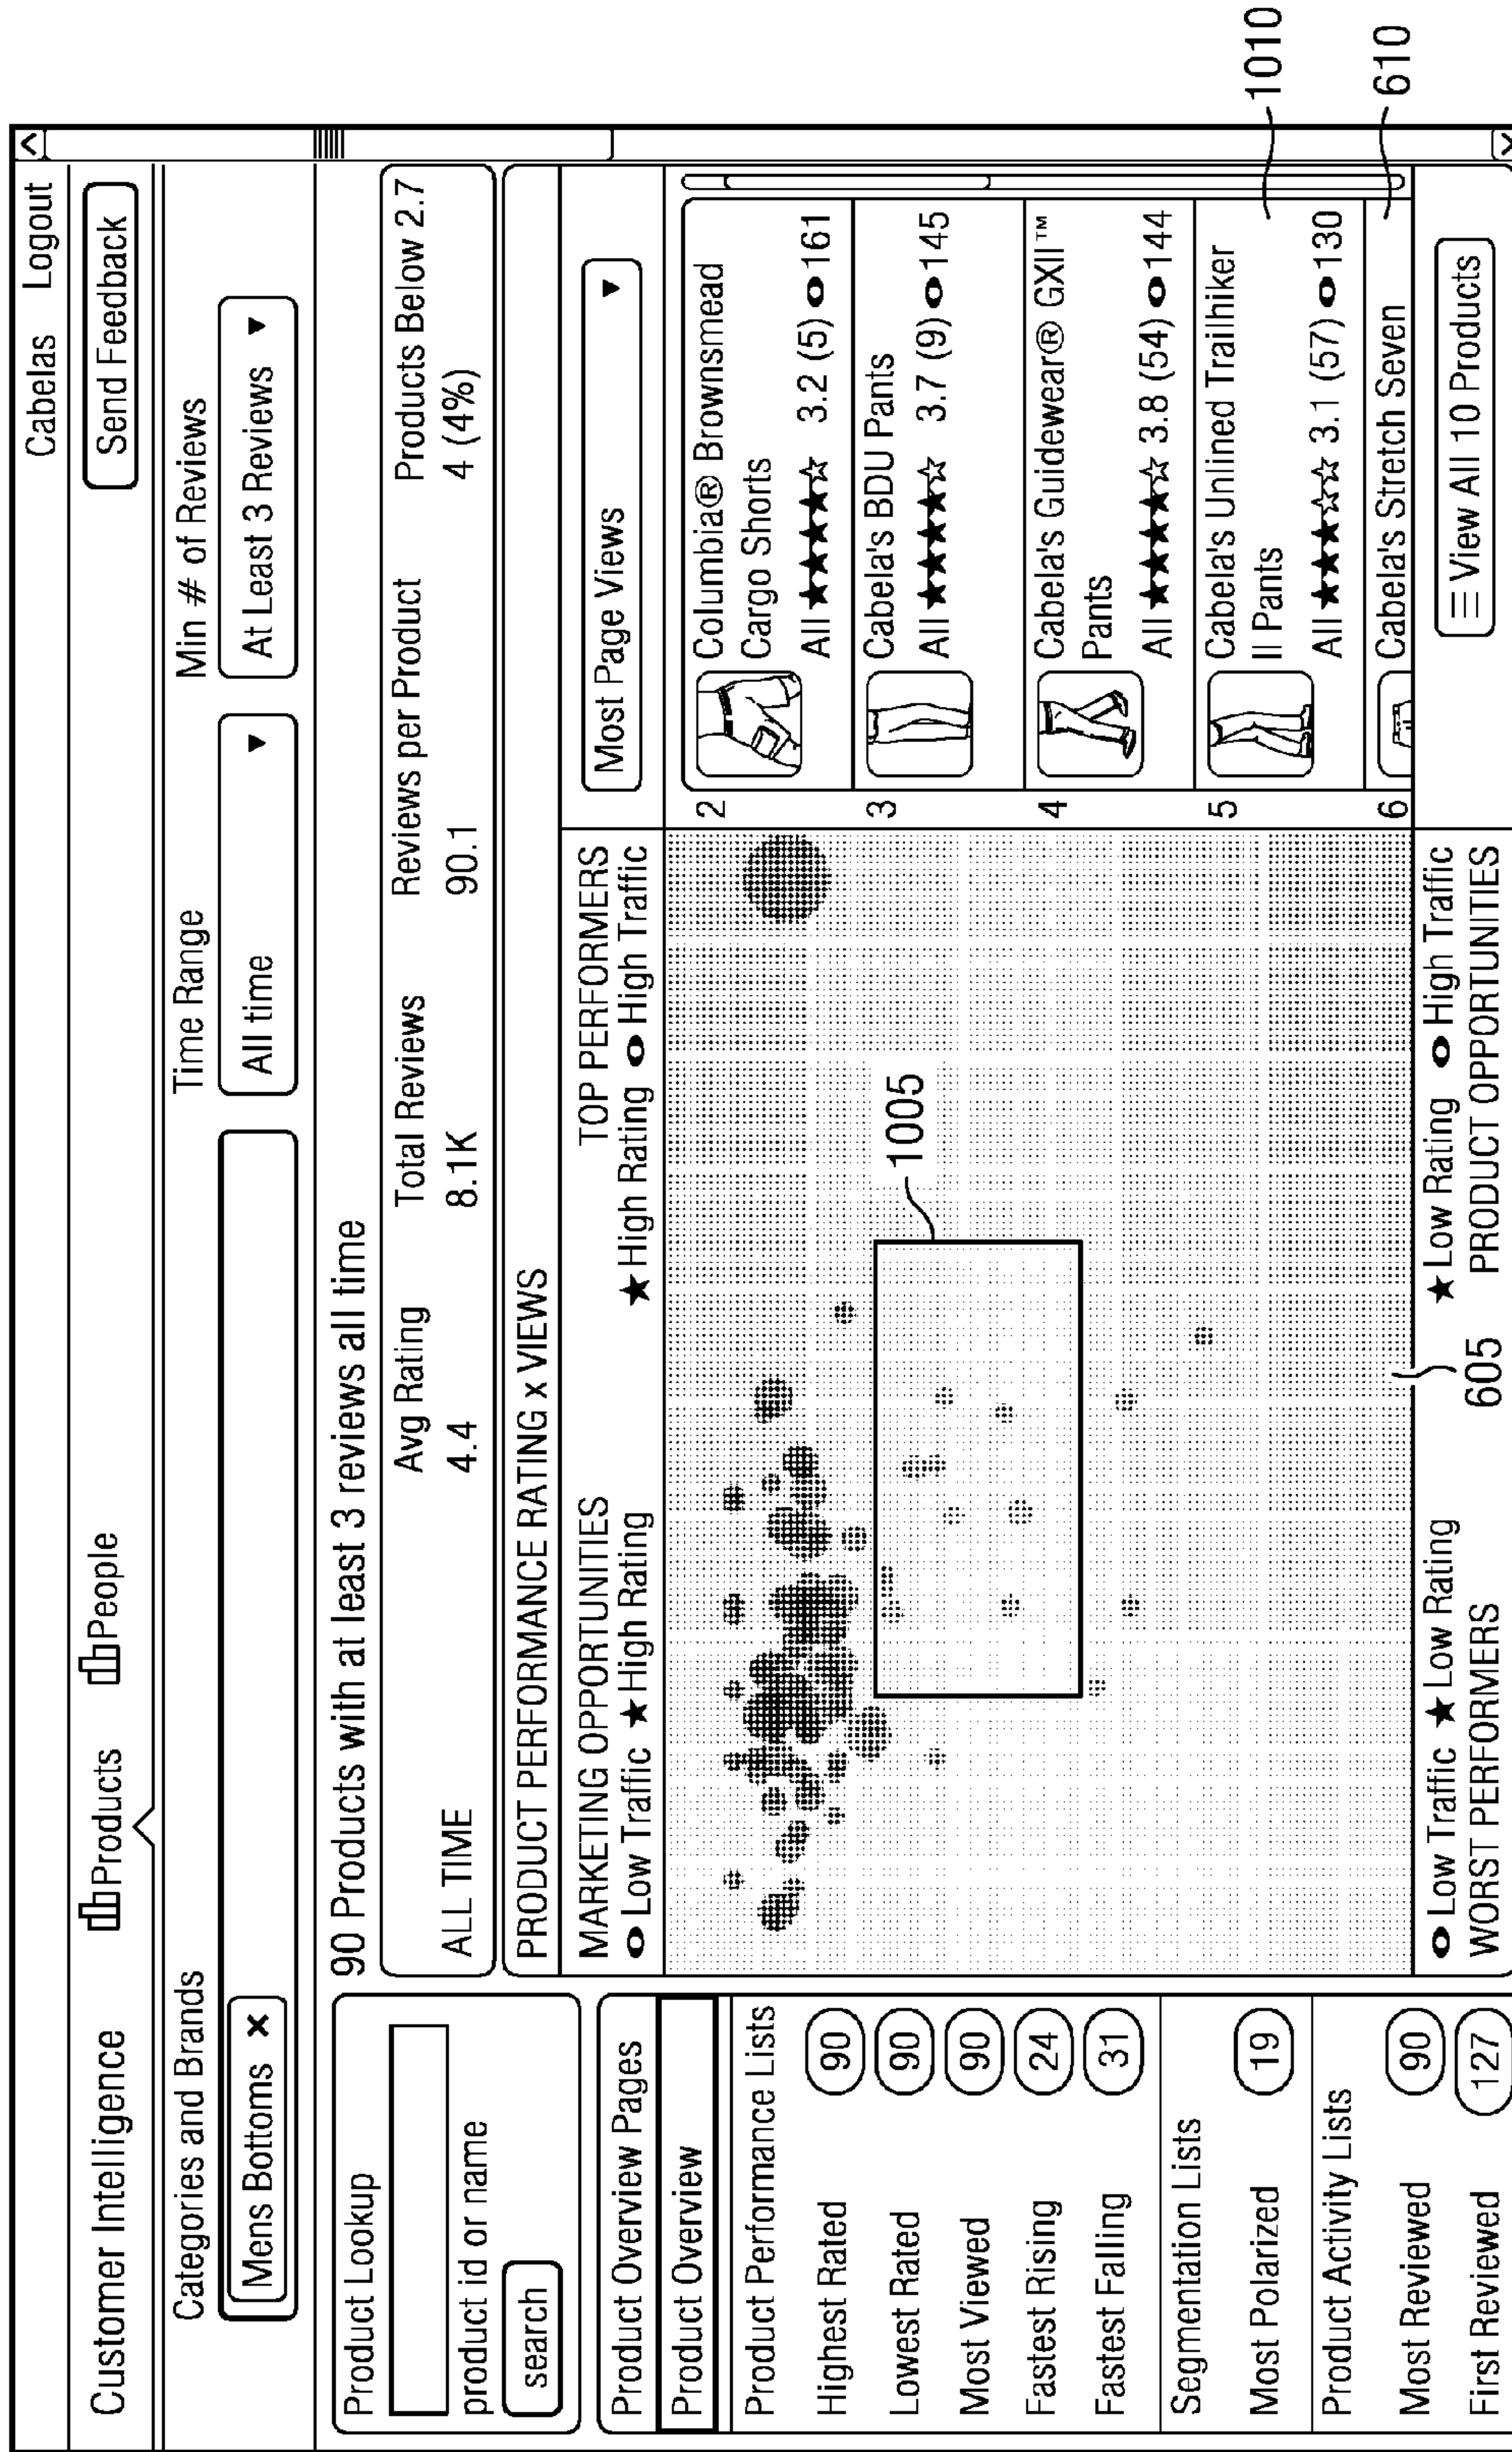 Cabelas Logout
Customer Intelligence Products People Send Feedback
Categories and Brands Time Range Min # of Reviews
Mens Bottoms × All time ▼ At Least 3 Reviews ▼
Product Lookup
product id or name
search
Product Overview Pages
Product Overview
Product Performance Lists
Highest Rated 90
Lowest Rated 90
Most Viewed 90
Fastest Rising 24
Fastest Falling 31
Segmentation Lists
Most Polarized 19
Product Activity Lists
Most Reviewed 90
First Reviewed 127
90 Products with at least 3 reviews all time
Avg Rating Total Reviews Reviews per Product Products Below 2.7
ALL TIME 4.4 8.1K 90.1 4 (4%)
PRODUCT PERFORMANCE RATING x VIEWS
MARKETING OPPORTUNITIES TOP PERFORMERS
Low Traffic ★ High Rating ★ High Rating High Traffic
1005
Low Traffic ★ Low Rating ★ Low Rating High Traffic
WORST PERFORMERS PRODUCT OPPORTUNITIES
605
Most Page Views ▼
2 Columbia® Brownsmead
Cargo Shorts
All ★★★★☆ 3.2 (5) 161
3 Cabela's BDU Pants
All ★★★★☆ 3.7 (9) 145
4 Cabela's Guidewear® GXII™
Pants
All ★★★★☆ 3.8 (54) 144
5 Cabela's Unlined Trailhiker
II Pants
All ★★★☆☆ 3.1 (57) 130
6 Cabela's Stretch Seven
View All 10 Products
1010
610